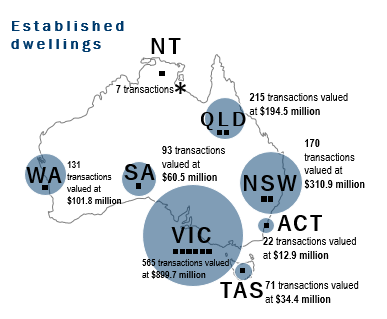 Established
dwellings
NT
7 transactions*
QLD
215 transactions valued
at $194.5 million
WA
131
transactions
valued at
$101.8 million
SA
93 transactions
valued at
$60.5 million
NSW
170
transactions
valued at
$310.9 million
VIC
565 transactions valued
at $899.7 million
ACT
22 transactions valued
at $12.9 million
TAS
71 transactions valued
at $34.4 million